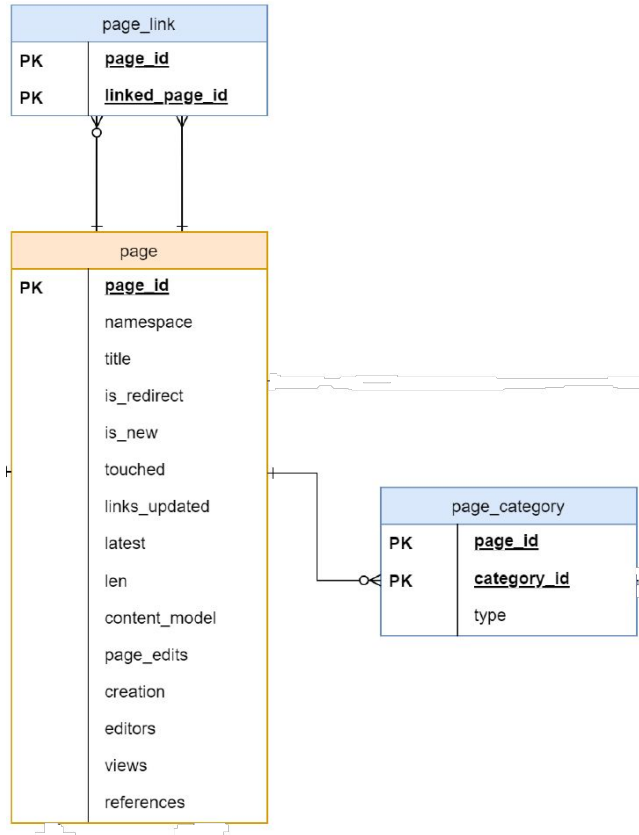 page_link
PK page_id
PK linked_page_id
page
PK page_id
namespace
title
is_redirect
is_new
touched
links_updated
latest
len
content_model
page_edits
creation
editors
views
references
page_category
PK page_id
PK category_id
type